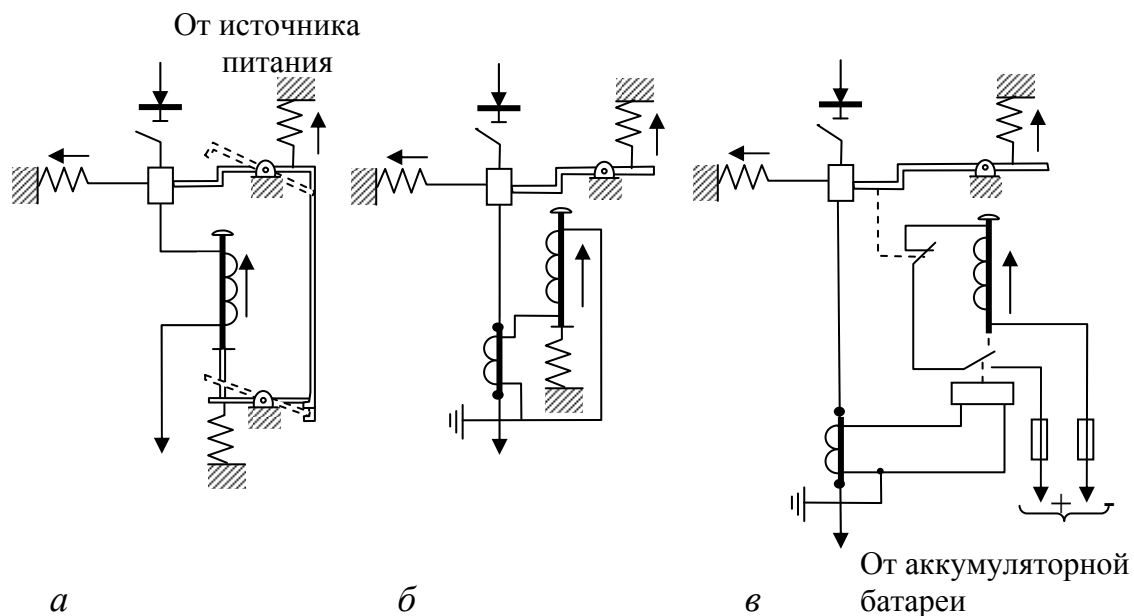 От источника
питания
+ -
От аккумуляторной
батареи
а б в